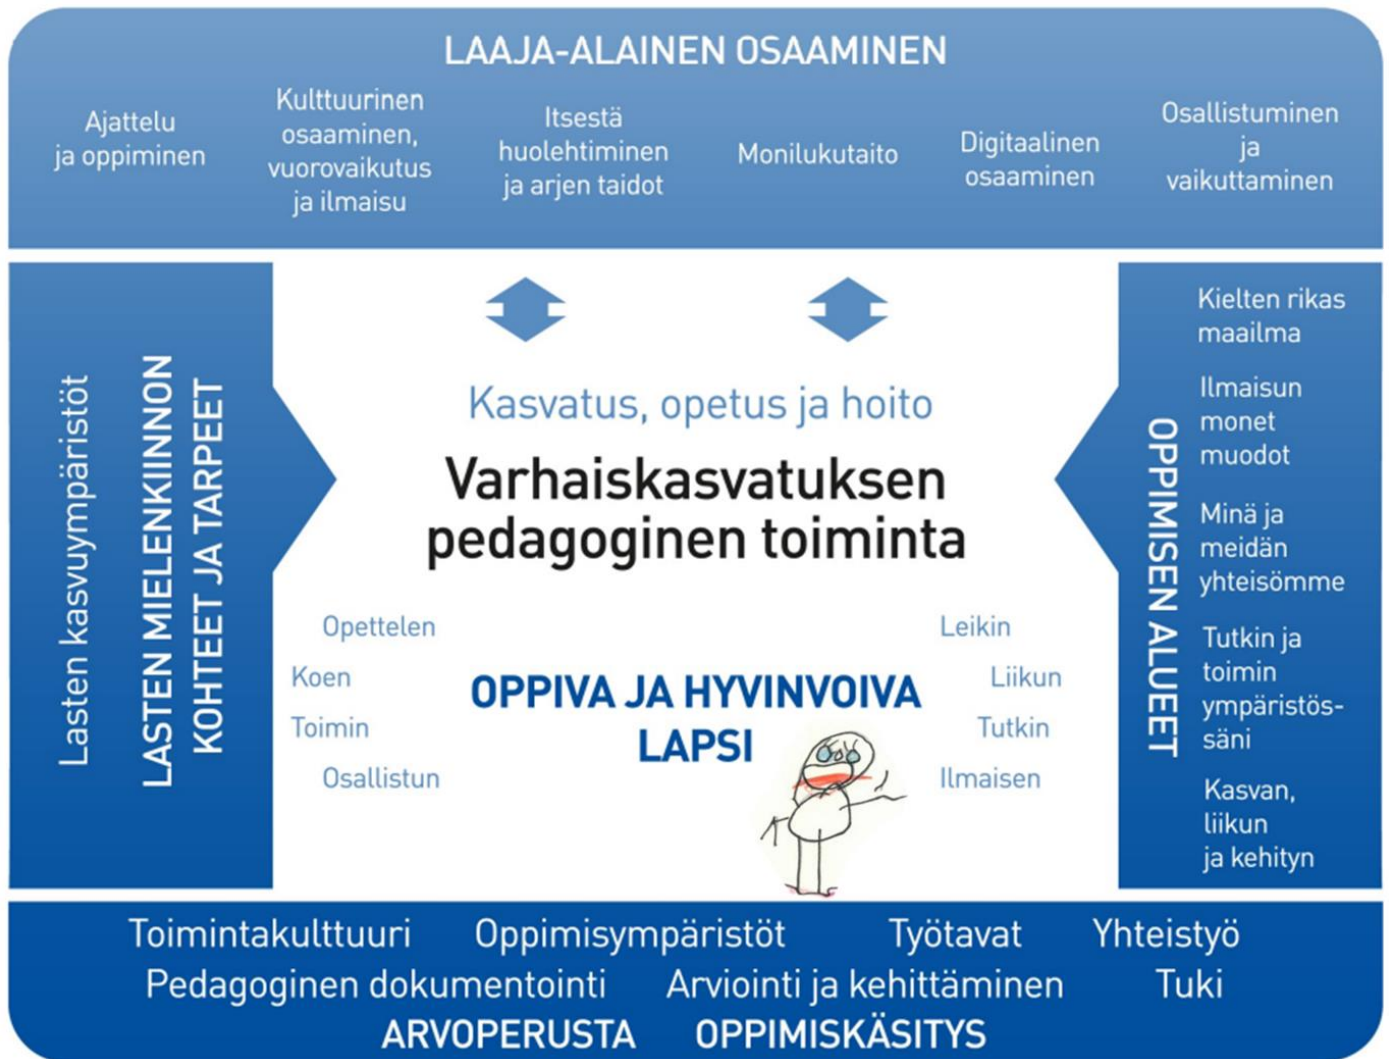 LAAJA-ALAINEN OSAAMINEN
Ajattelu
ja oppiminen
Kulttuurinen
osaaminen,
vuorovaikutus
ja ilmaisu
Itsestä
huolehtiminen
ja arjen taidot
Monilukutaito
Digitaalinen
osaaminen
Osallistuminen
ja
vaikuttaminen
Lasten kasvuympäristöt
LASTEN MIELENKIINNON
KOHTEET JA TARPEET
Kasvatus, opetus ja hoito
Varhaiskasvatuksen
pedagoginen toiminta
Opettelen
Koen
Toimin
Osallistun
OPPIVA JA HYVINVOIVA
LAPSI
Leikin
Liikun
Tutkin
Ilmaisen
OPPIMISEN ALUEET
Kielten rikas
maailma
Ilmaisun
monet
muodot
Minä ja
meidän
yhteisömme
Tutkin ja
toimin
ympäristös-
säni
Kasvan,
liikun
ja kehityn
Toimintakulttuuri Oppimisympäristöt Työtavat Yhteistyö
Pedagoginen dokumentointi Arviointi ja kehittäminen Tuki
ARVOPERUSTA OPPIMISKÄSITYS